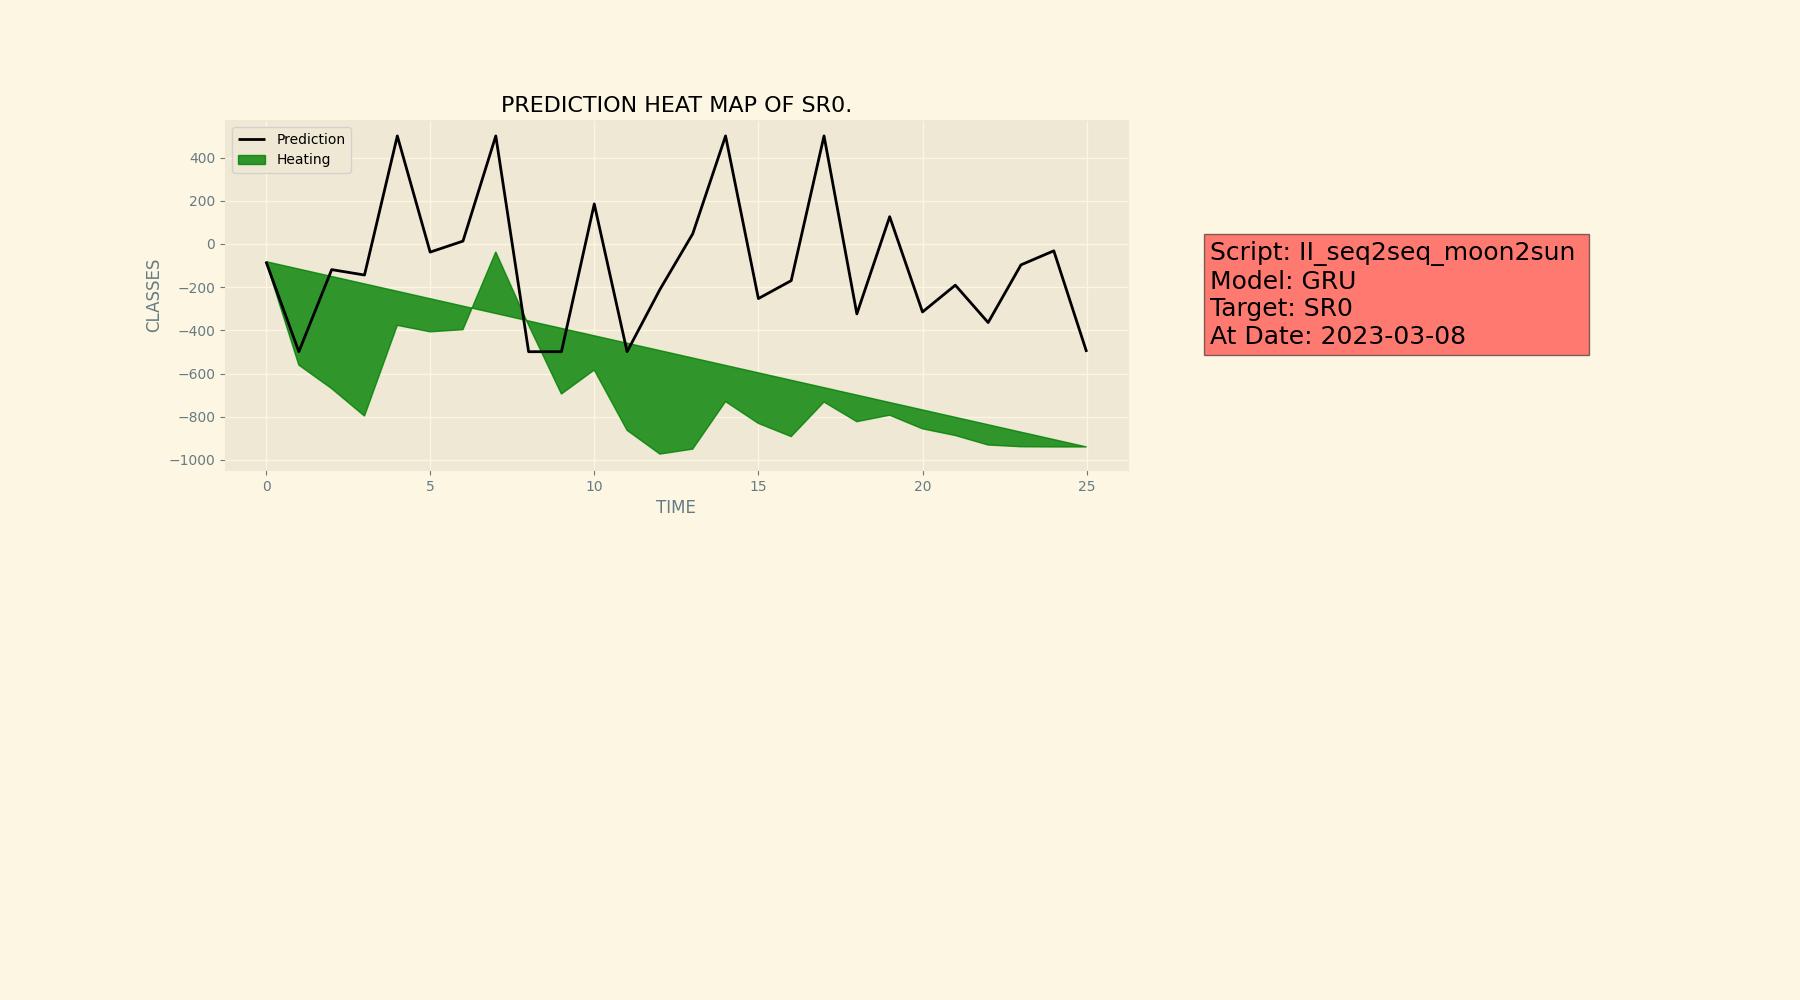 PREDICTION HEAT MAP OF SR0.
Prediction
Heating
400
200
0
−200
−400
−600
−800
−1000
CLASSES
0 5 10 15 20 25
TIME
Script: II_seq2seq_moon2sun
Model: GRU
Target: SR0
At Date: 2023-03-08